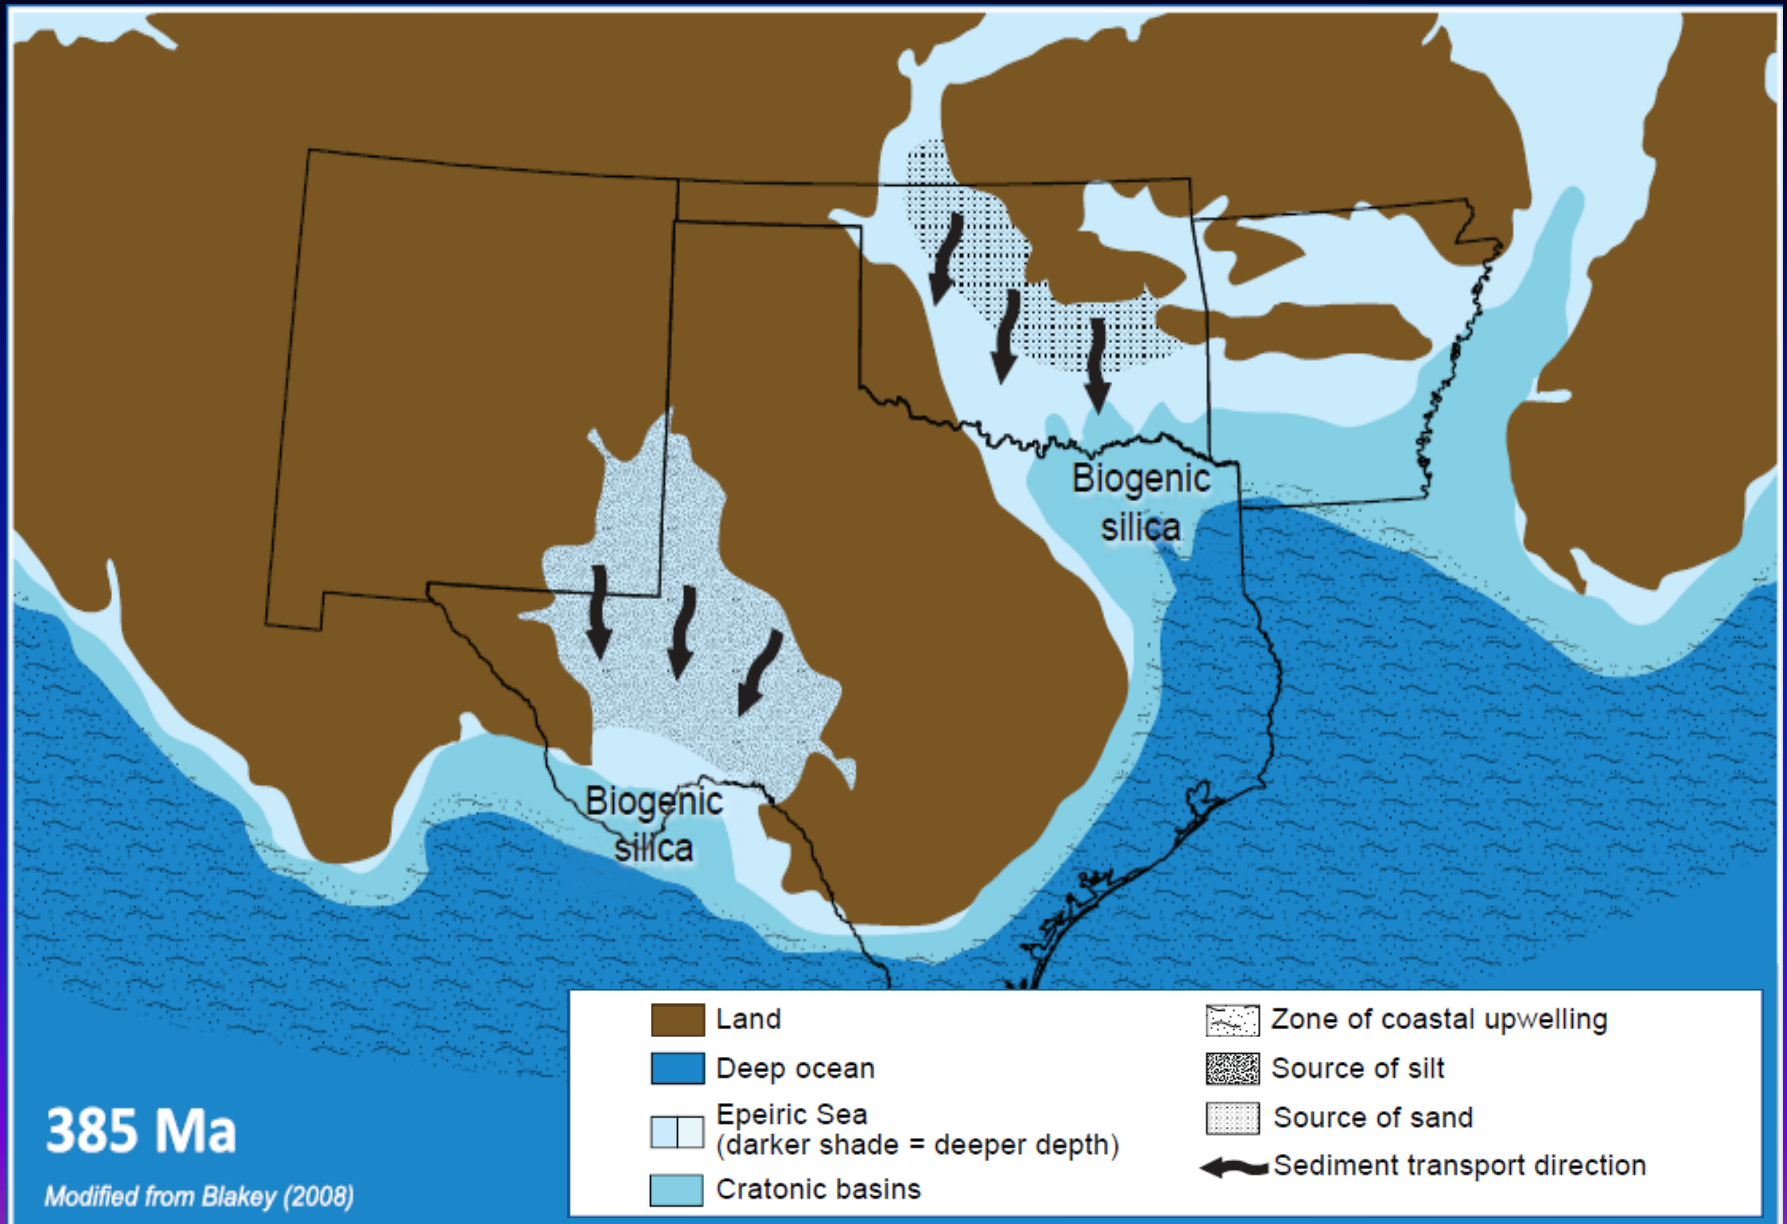 Biogenic
silica
Biogenic
silica
Land
Deep ocean
Epeiric Sea
(darker shade = deeper depth)
Cratonic basins
Zone of coastal upwelling
Source of silt
Source of sand
Sediment transport direction
385 Ma
Modified from Blakey (2008)